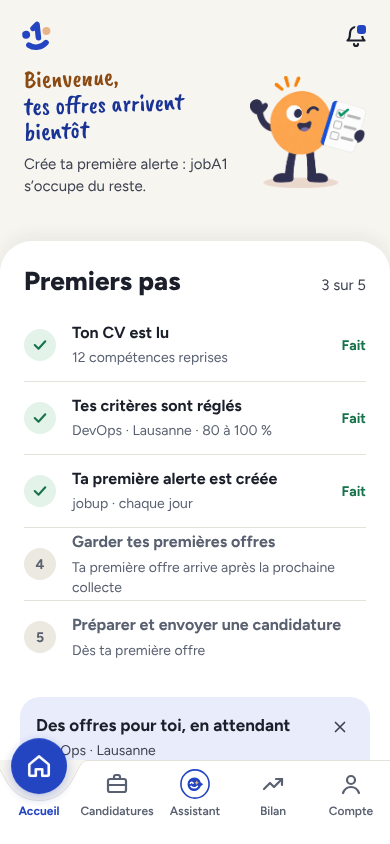 Bienvenue,
tes offres arrivent
bientôt
Crée ta première alerte : jobA1
s’occupe du reste.
Premiers pas
3 sur 5
Ton CV est lu
12 compétences reprises
Fait
Tes critères sont réglés
DevOps · Lausanne · 80 à 100 %
Fait
Ta première alerte est créée
jobup · chaque jour
Fait
4
Garder tes premières offres
Ta première offre arrive après la prochaine
collecte
5
Préparer et envoyer une candidature
Dès ta première offre
Des offres pour toi, en attendant
Ops · Lausanne
Accueil
Candidatures
Assistant
Bilan
Compte